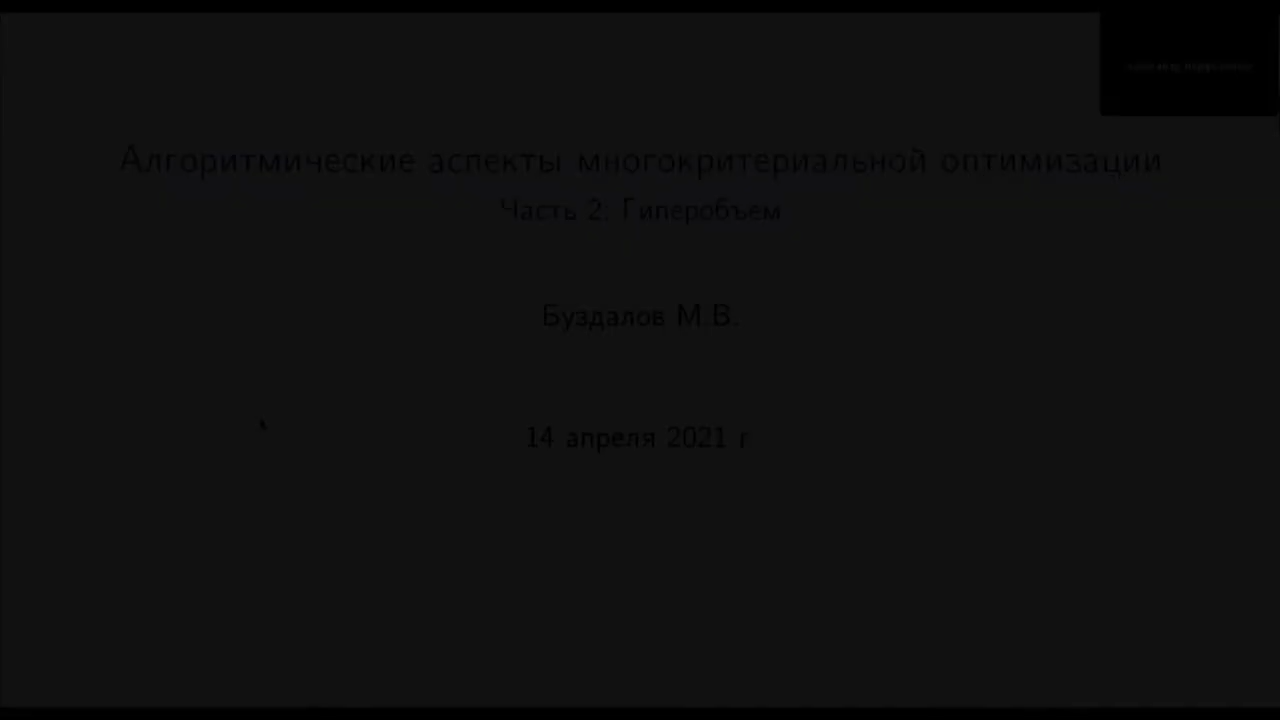 Алгоритмические аспекты многокритериальной оптимизации
Часть 2: Гиперобъем
Буздалов М.В.
14 апреля 2021 г.